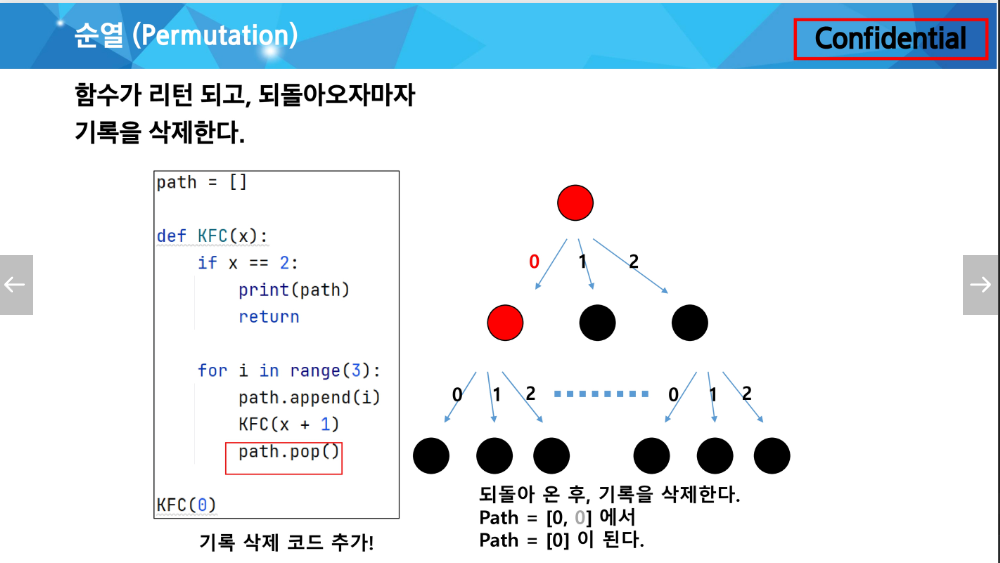 순열 (Permutation)
Confidential
함수가 리턴 되고, 되돌아오자마자
기록을 삭제한다.
path = []
def KFC(x):
    if x == 2:
        print(path)
        return
    for i in range(3):
        path.append(i)
        KFC(x + 1)
        path.pop()
KFC(0)
기록 삭제 코드 추가!
0 1 2
0 1 2 0 1 2
되돌아 온 후, 기록을 삭제한다.
Path = [0, 0] 에서
Path = [0] 이 된다.